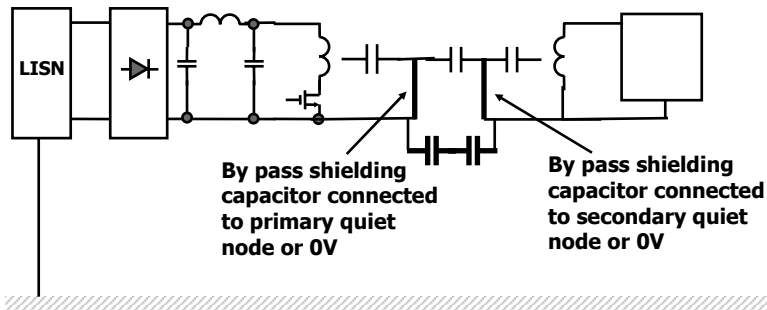 LISN
By pass shielding
capacitor connected
to primary quiet
node or 0V
By pass shielding
capacitor connected
to secondary quiet
node or 0V